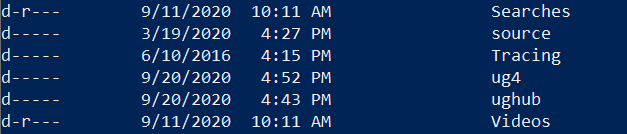 d-r--- 9/11/2020 10:11 AM Searches
d----- 3/19/2020 4:27 PM source
d----- 6/10/2016 4:15 PM Tracing
d----- 9/20/2020 4:52 PM ug4
d----- 9/20/2020 4:43 PM ughub
d-r--- 9/11/2020 10:11 AM Videos